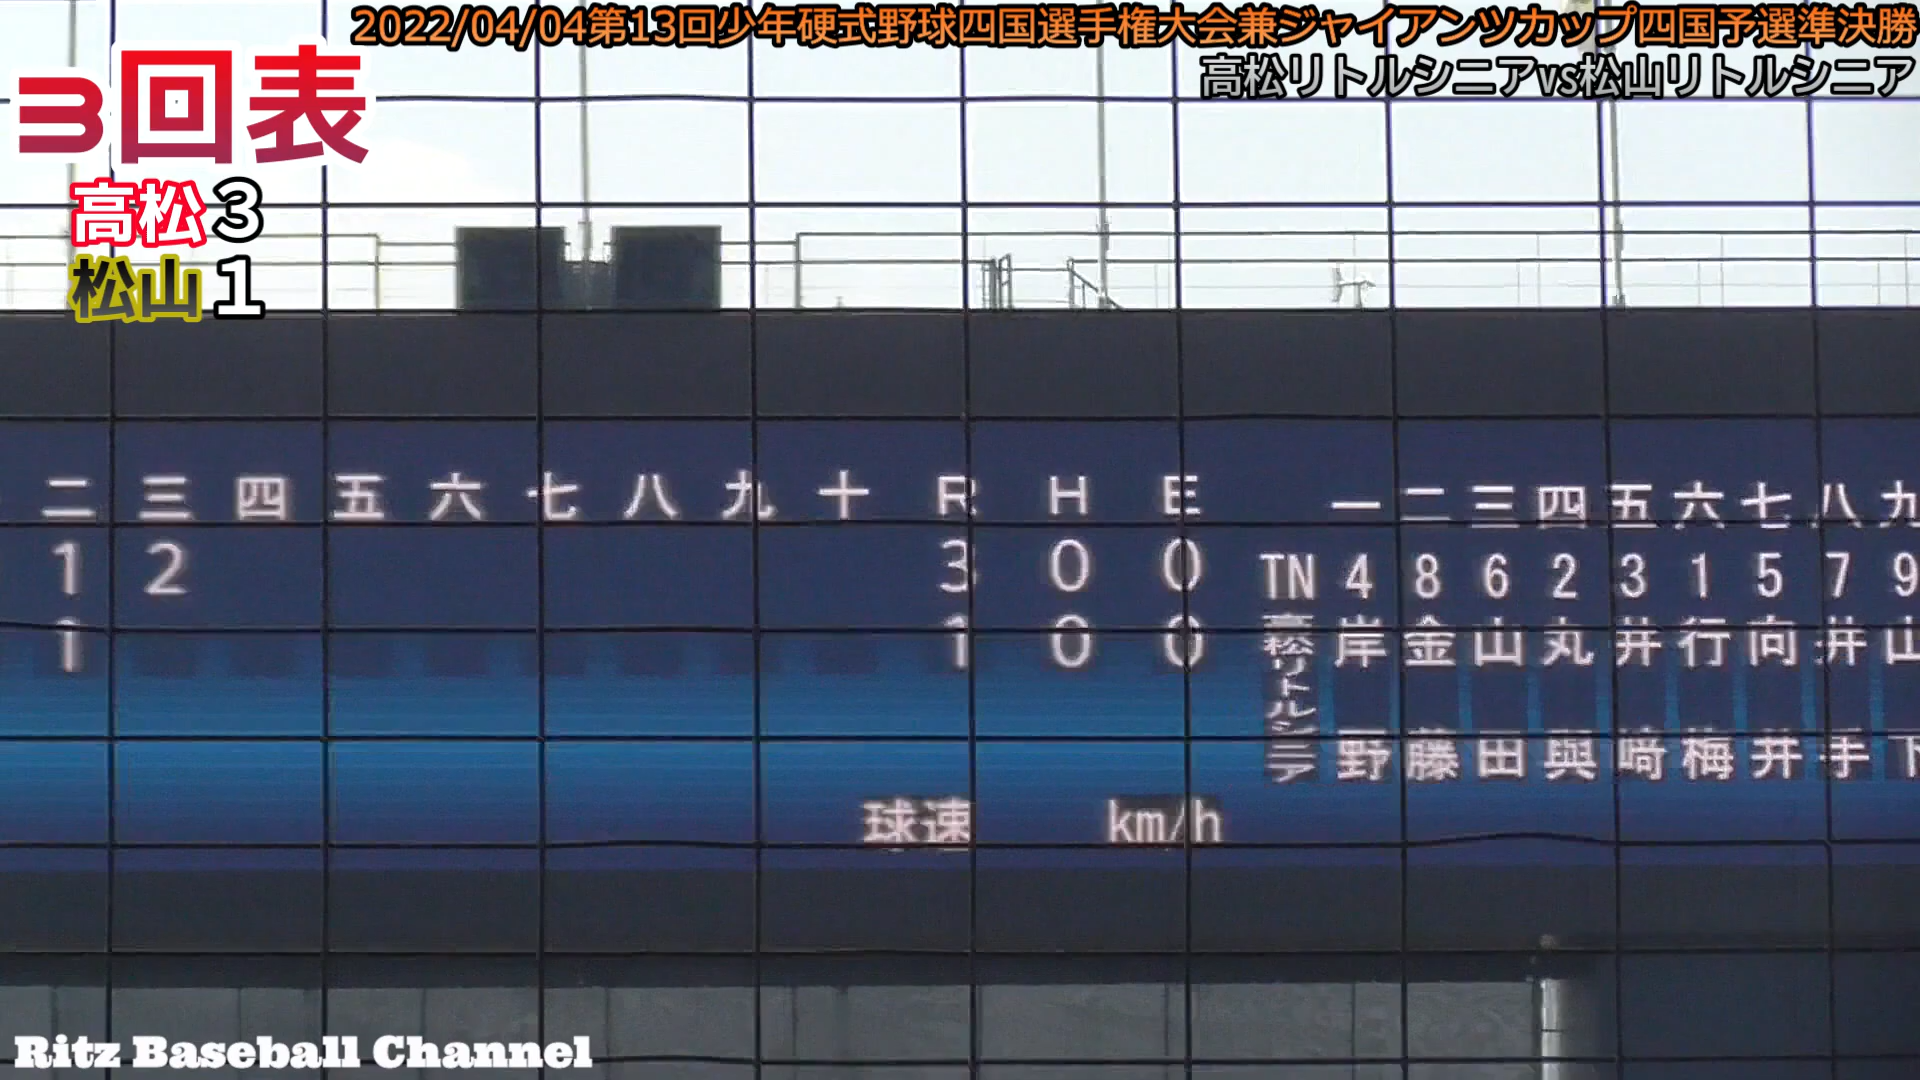 2022/04/04第13回少年硬式野球四国選手権大会兼ジャイアンツカップ四国予選準決勝
高松リトルシニアvs松山リトルシニア
3回表
高松3
松山1
二 三 四 五 六 七 八 九 十 R H E
1 2 3 0 0
1 1 0 0
球速 km/h
一 二 三 四 五 六 七 八 九
TN 4 8 6 2 3 1 5 7 9
高松リトルシニア 岸野 金藤 山田 丸與 井﨑 行梅 向井 井手 山下
Ritz Baseball Channel